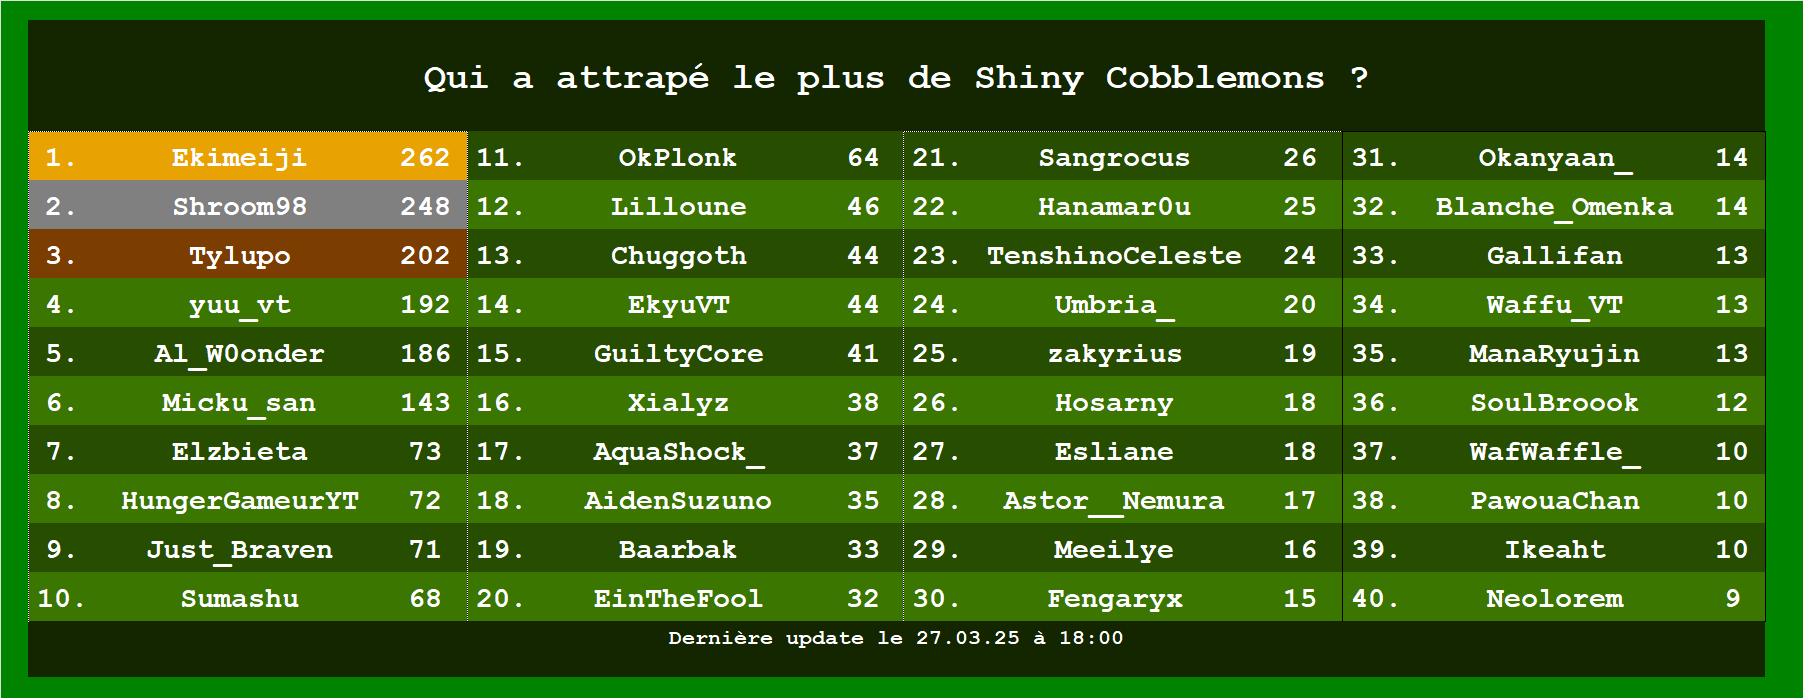 Qui a attrapé le plus de Shiny Cobblemons ?
1. Ekimeiji 262 11. OkPlonk 64 21. Sangrocus 26 31. Okanyaan_ 14
2. Shroom98 248 12. Lilloune 46 22. Hanamar0u 25 32. Blanche_Omenka 14
3. Tylupo 202 13. Chuggoth 44 23. TenshinoCeleste 24 33. Gallifan 13
4. yuu_vt 192 14. EkyuVT 44 24. Umbria_ 20 34. Waffu_VT 13
5. Al_W0onder 186 15. GuiltyCore 41 25. zakyrius 19 35. ManaRyujin 13
6. Micku_san 143 16. Xialyz 38 26. Hosarny 18 36. SoulBroook 12
7. Elzbieta 73 17. AquaShock_ 37 27. Esliane 18 37. WafWaffle_ 10
8. HungerGameurYT 72 18. AidenSuzuno 35 28. Astor__Nemura 17 38. PawouaChan 10
9. Just_Braven 71 19. Baarbak 33 29. Meeilye 16 39. Ikeaht 10
10. Sumashu 68 20. EinTheFool 32 30. Fengaryx 15 40. Neolorem 9
Dernière update le 27.03.25 à 18:00